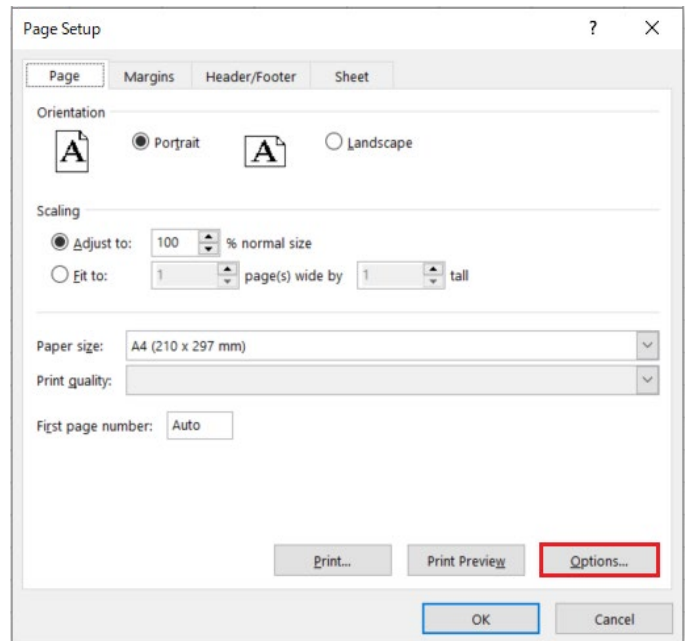 Page Setup ?
Page Margins Header/Footer Sheet
Orientation
A Portrait A Landscape
Scaling
Adjust to: 100 % normal size
Fit to: 1 page(s) wide by 1 tall
Paper size: A4 (210 x 297 mm)
Print quality:
First page number: Auto
Print... Print Preview Options...
OK Cancel